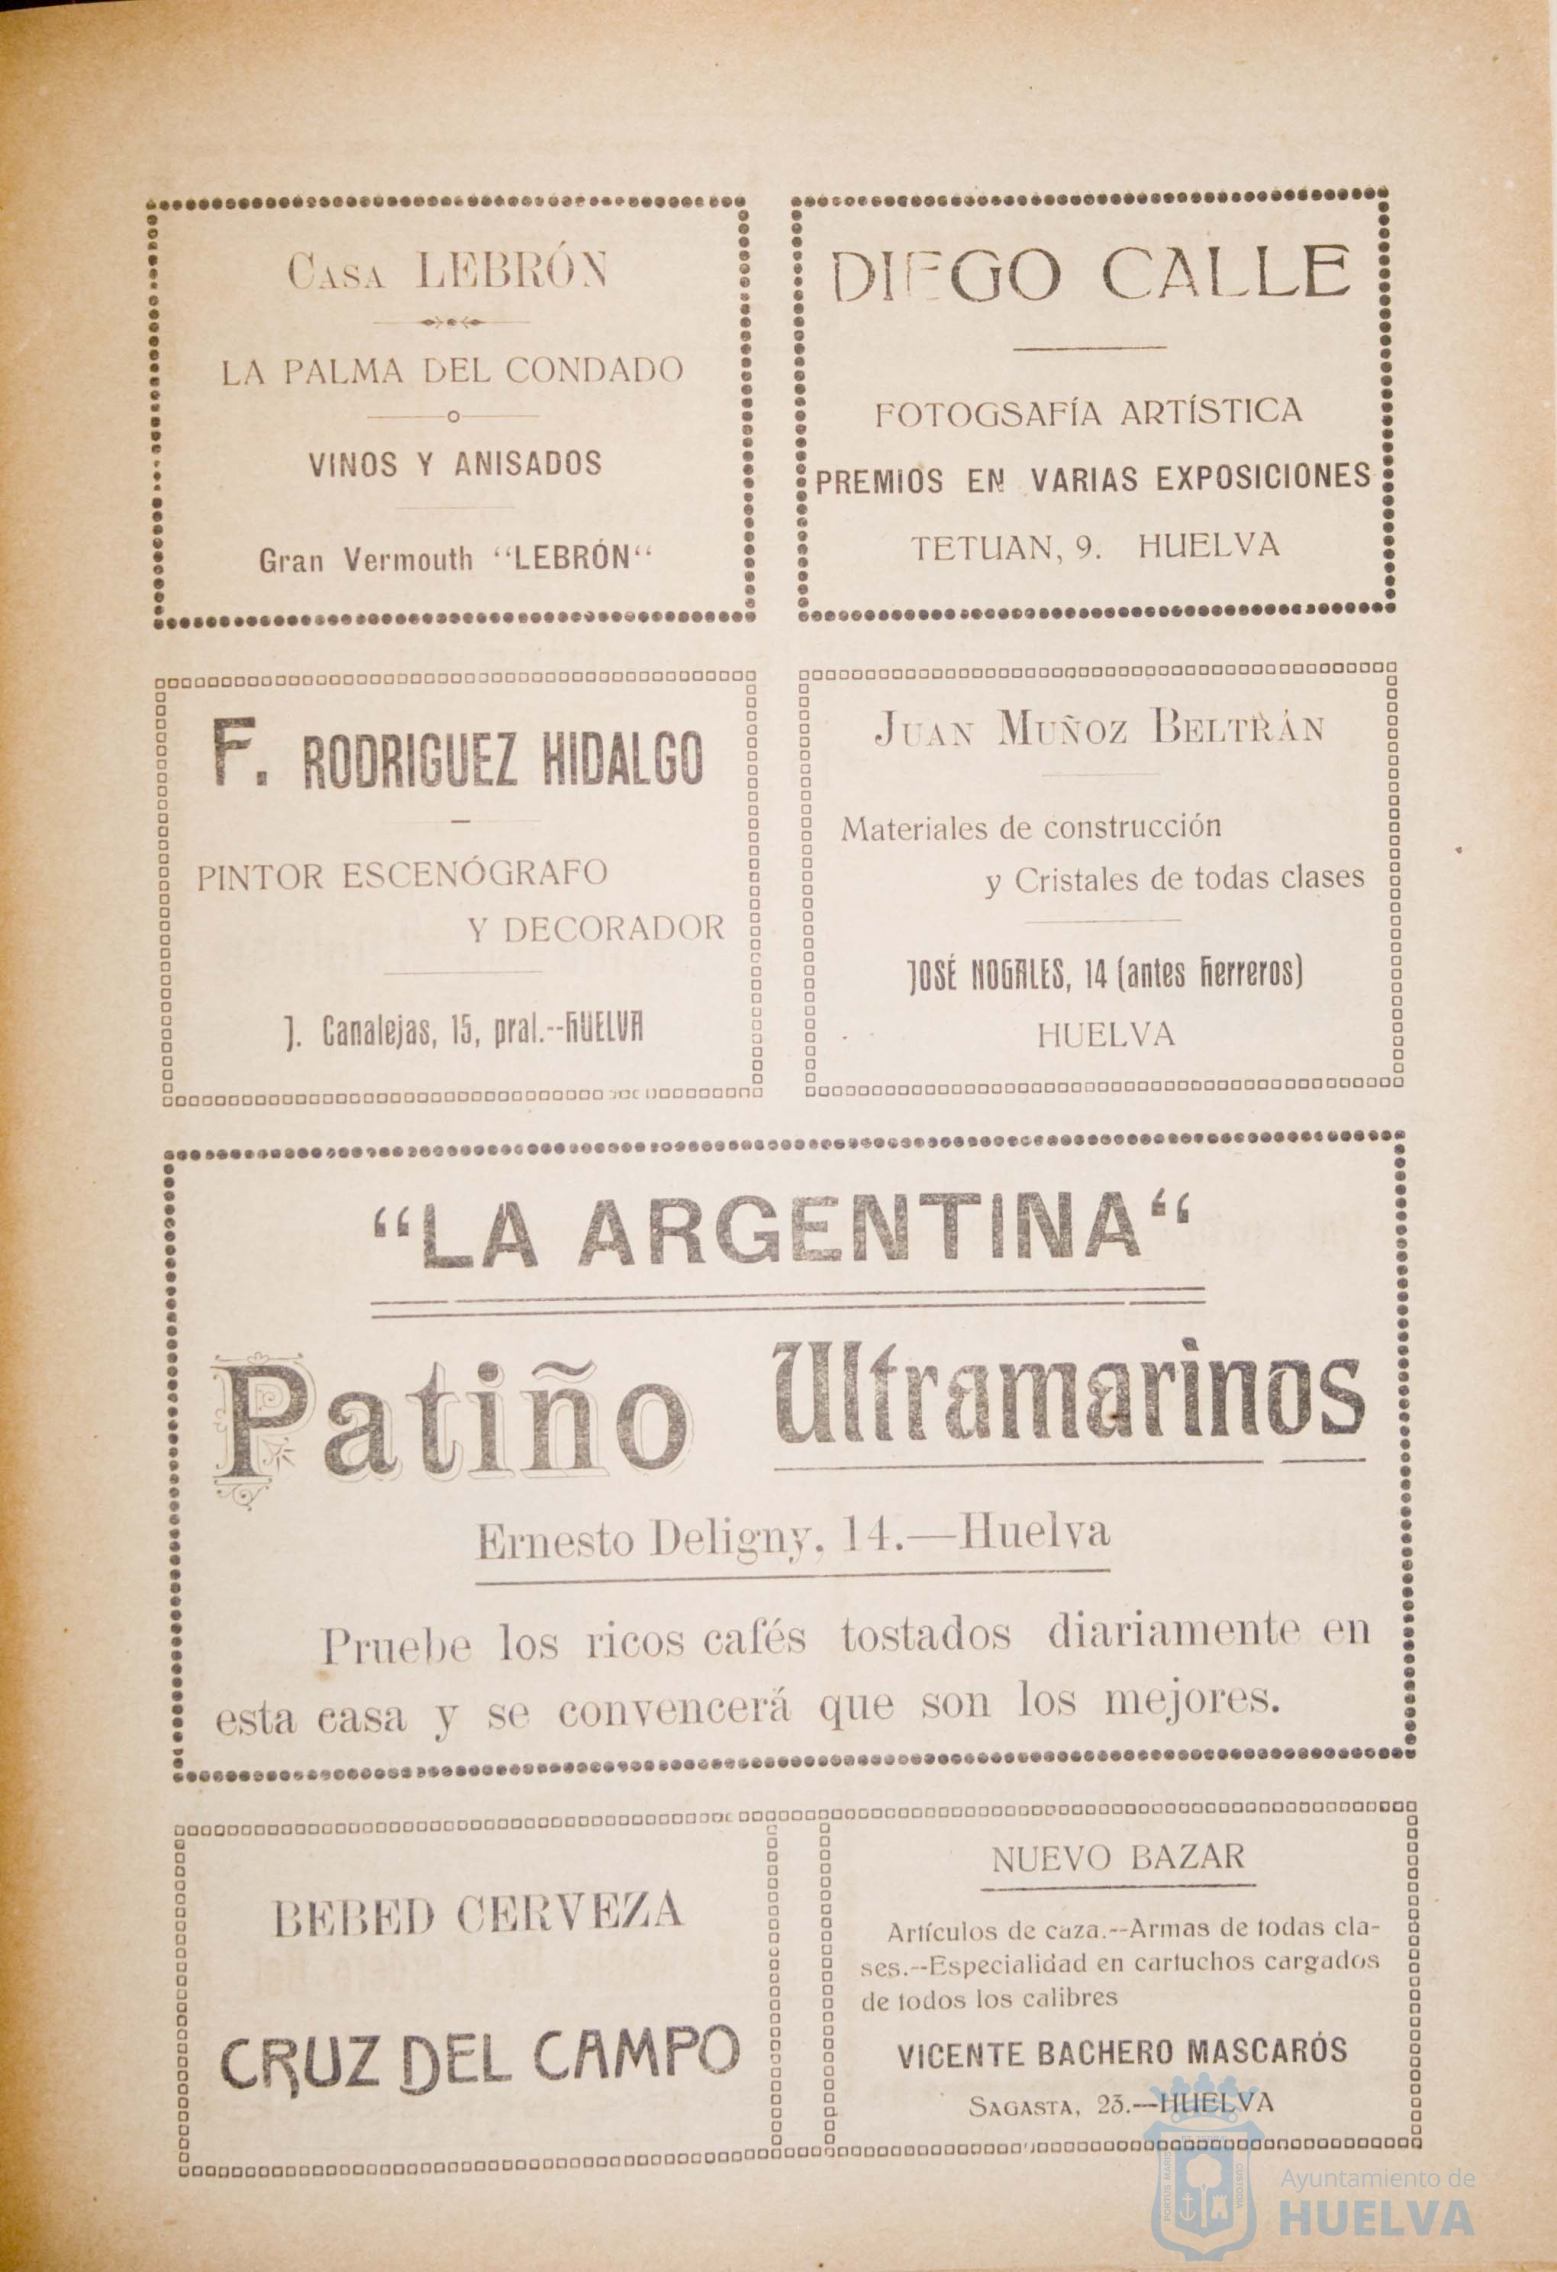 CASA LEBRÓN
LA PALMA DEL CONDADO
VINOS Y ANISADOS
Gran Vermouth "LEBRÓN"
DIEGO CALLE
FOTOGSAFÍA ARTÍSTICA
PREMIOS EN VARIAS EXPOSICIONES
TETUAN, 9. HUELVA
F. RODRIGUEZ HIDALGO
PINTOR ESCENÓGRAFO
Y DECORADOR
J. Canalejas, 15, pral.--HUELVA
JUAN MUÑOZ BELTRÁN
Materiales de construcción
y Cristales de todas clases
JOSÉ NOGALES, 14 (antes herreros)
HUELVA
"LA ARGENTINA"
Patiño Ultramarinos
Ernesto Deligny, 14.—Huelva
Pruebe los ricos cafés tostados diariamente en
esta casa y se convencerá que son los mejores.
BEBED CERVEZA
CRUZ DEL CAMPO
NUEVO BAZAR
Artículos de caza.--Armas de todas cla-
ses.--Especialidad en cartuchos cargados
de todos los calibres
VICENTE BACHERO MASCARÓS
SAGASTA, 23.—HUELVA
PORTUS MARIS
CUSTODIA
Ayuntamiento de
HUELVA